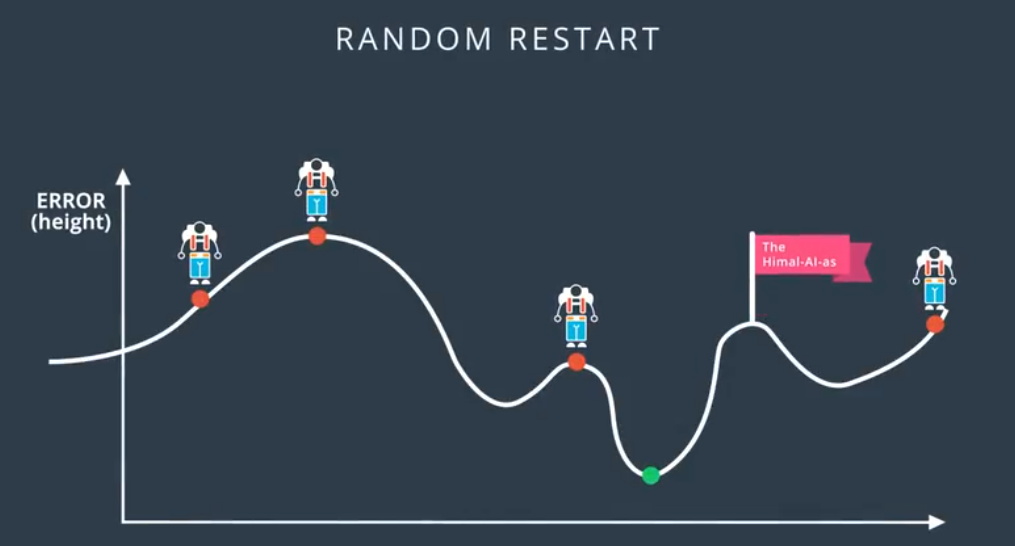 RANDOM RESTART
ERROR
(height)
The
Himal-AI-as